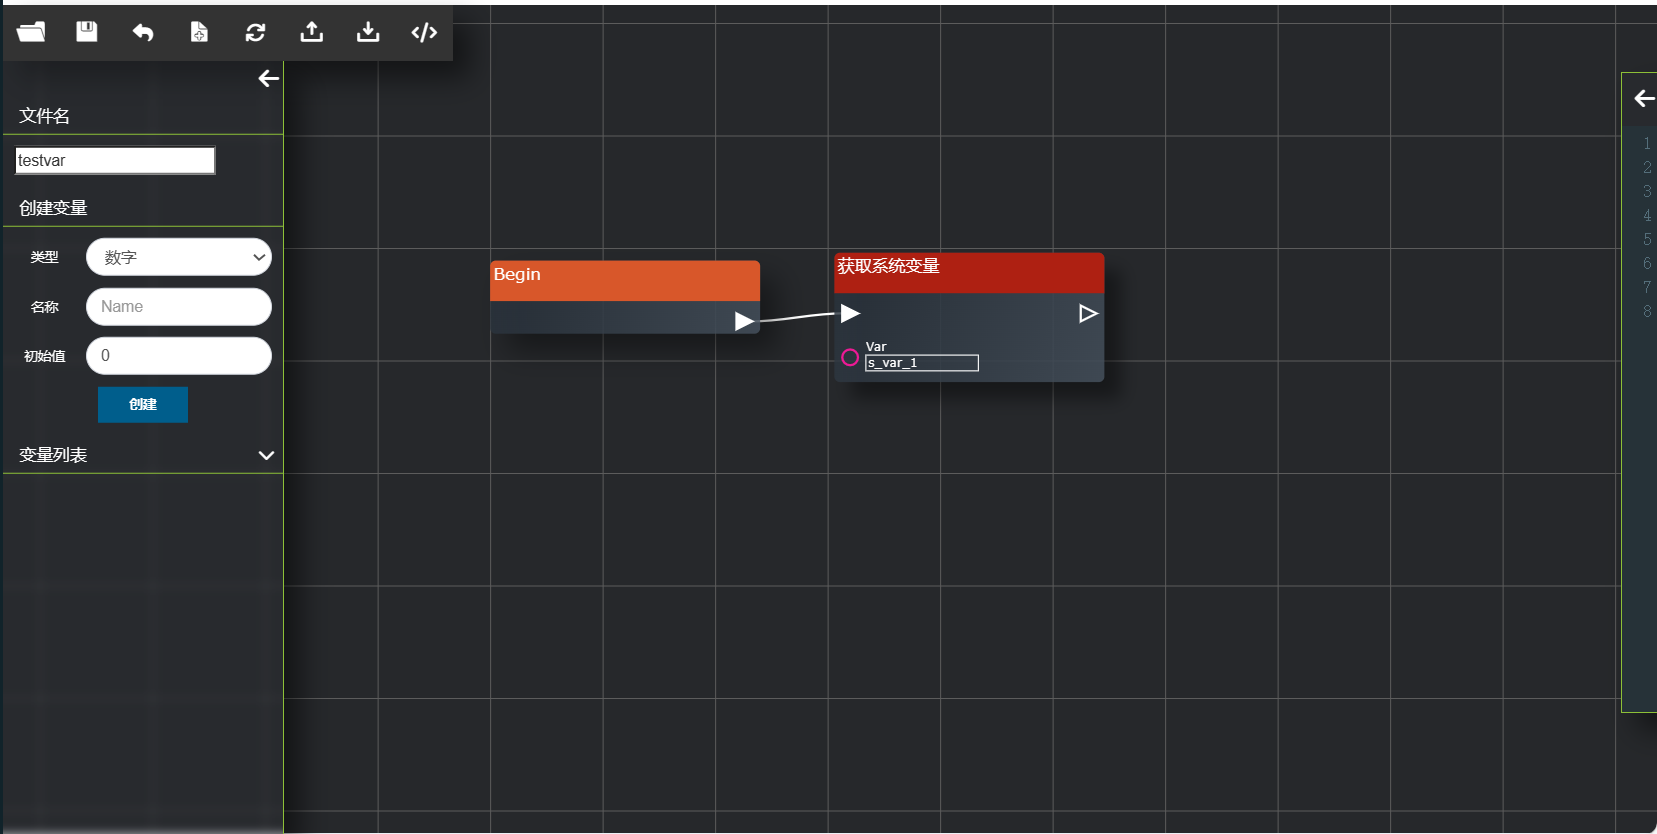 文件名
testvar
创建变量
类型 数字
名称 Name
初始值 0
创建
变量列表
Begin
获取系统变量
Var
s_var_1
1
2
3
4
5
6
7
8